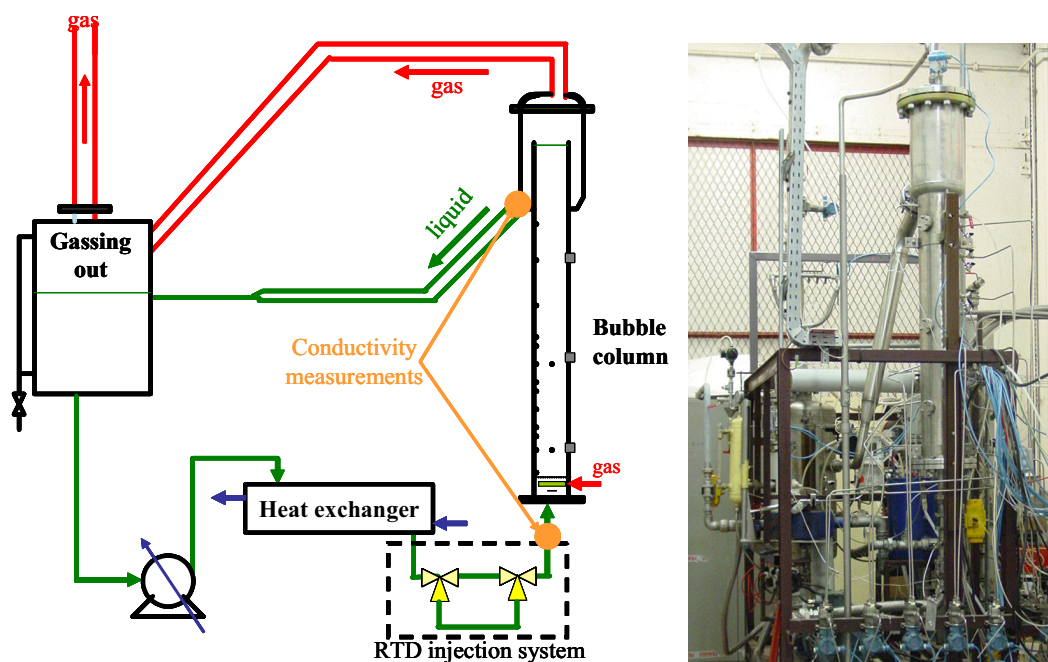 gas
gas
Gassing
out
liquid
Bubble
column
Conductivity
measurements
gas
Heat exchanger
RTD injection system